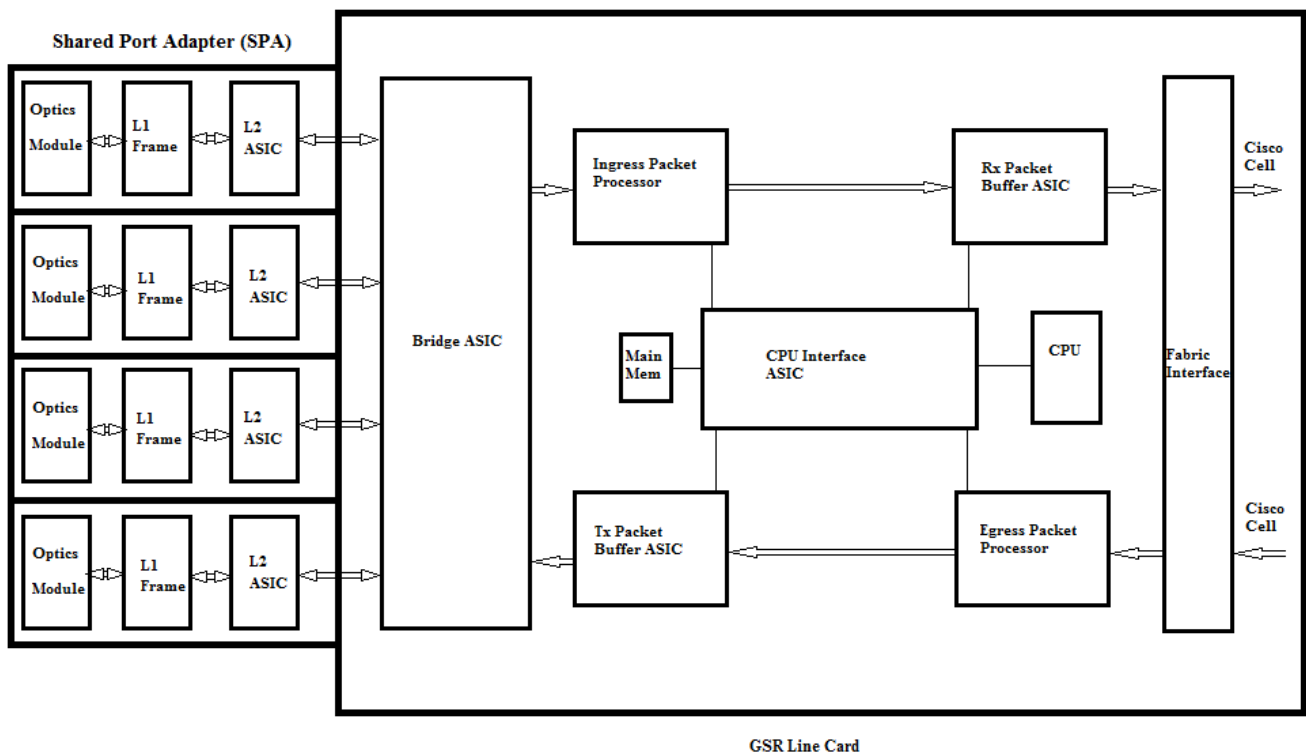 Shared Port Adapter (SPA)
Optics
Module
L1
Frame
L2
ASIC
Optics
Module
L1
Frame
L2
ASIC
Optics
Module
L1
Frame
L2
ASIC
Optics
Module
L1
Frame
L2
ASIC
Bridge ASIC
Ingress Packet
Processor
Rx Packet
Buffer ASIC
Main
Mem
CPU Interface
ASIC
CPU
Tx Packet
Buffer ASIC
Egress Packet
Processor
Fabric
Interface
Cisco
Cell
Cisco
Cell
GSR Line Card